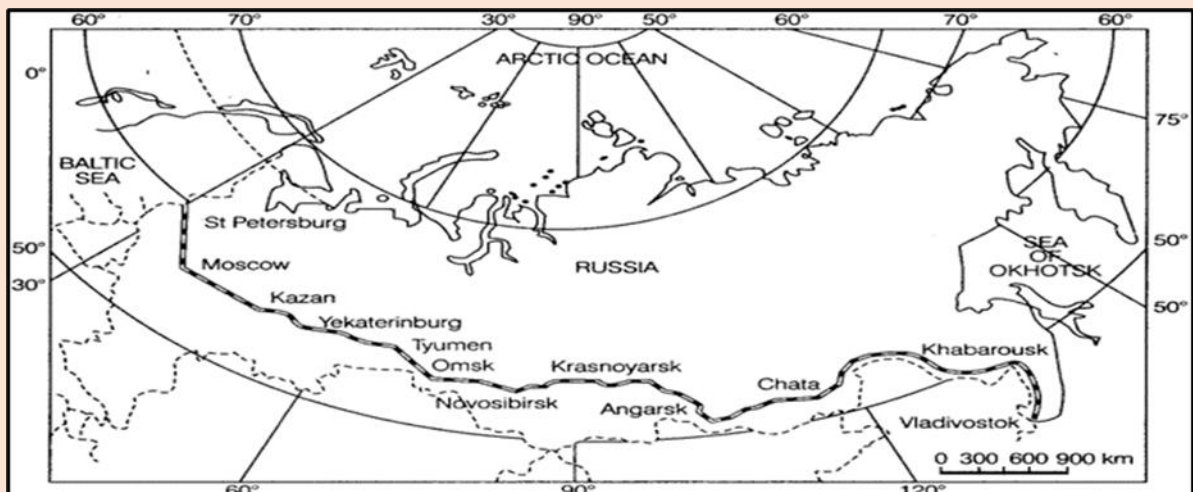 60° 70° 30° 90° 50° 70° 60°
ARCTIC OCEAN
0°
75°
BALTIC
SEA
St Petersburg
50°
50°
SEA
OF
OKHOTSK
Moscow
RUSSIA
30°
50°
Kazan
Yekaterinburg
Tyumen
Khabarousk
Omsk
Krasnoyarsk
Chata
Novosibirsk
Angarsk
Vladivostok
0 300 600 900 km
60° 90° 120°